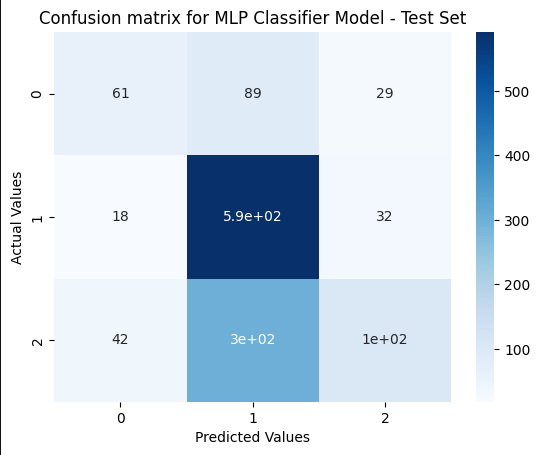 Confusion matrix for MLP Classifier Model - Test Set
0
61
89
29
1
18
5.9e+02
32
2
42
3e+02
1e+02
0
1
2
Actual Values
Predicted Values
500
400
300
200
100